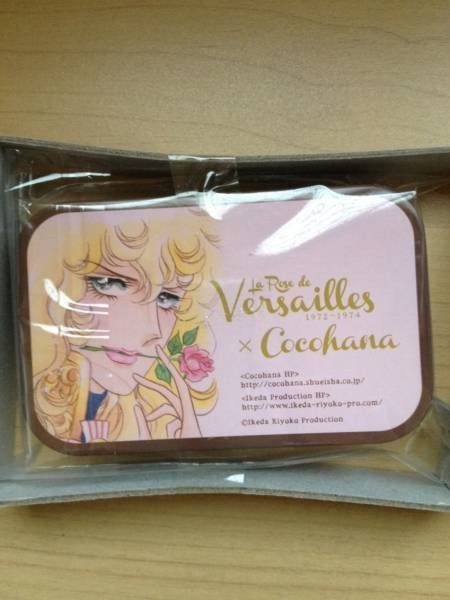 La Rose de
Versailles
1972~1974
× Cocohana
<Cocohana HP>
http://cocohana.shueisha.co.jp/
<Ikeda Production HP>
http://www.ikeda-riyoko-pro.com/
©Ikeda Riyoko Production